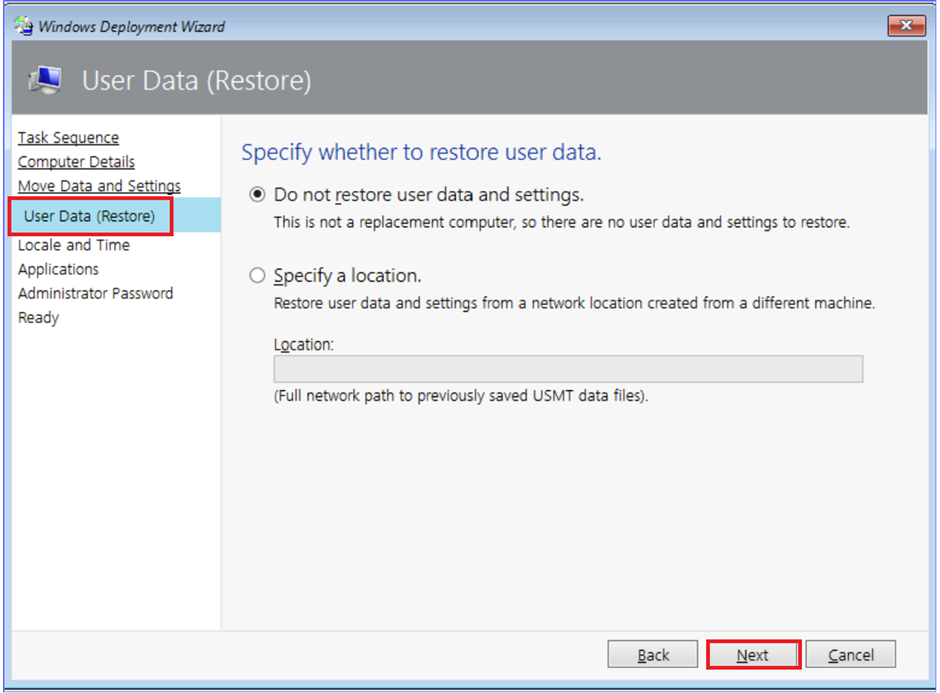 Windows Deployment Wizard
User Data (Restore)
Task Sequence
Computer Details
Move Data and Settings
User Data (Restore)
Locale and Time
Applications
Administrator Password
Ready
Specify whether to restore user data.
Do not restore user data and settings.
This is not a replacement computer, so there are no user data and settings to restore.
Specify a location.
Restore user data and settings from a network location created from a different machine.
Location:
(Full network path to previously saved USMT data files).
Back
Next
Cancel